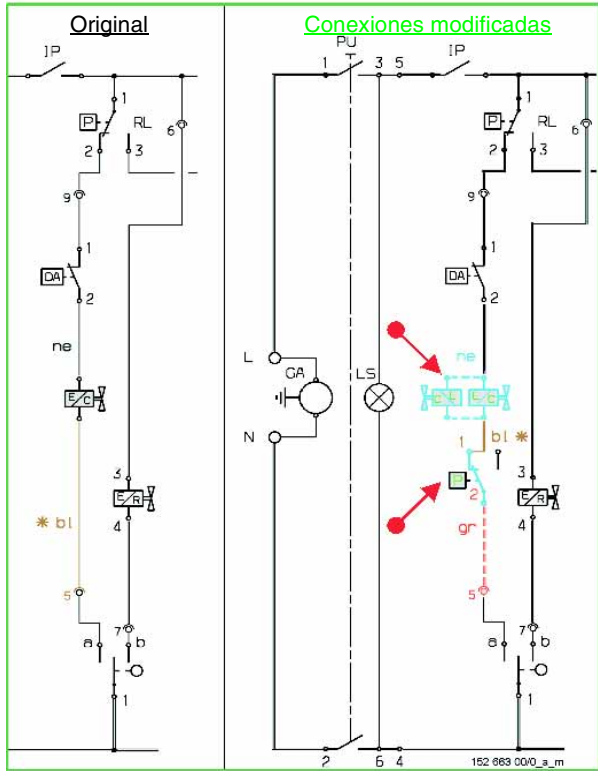 Original
IP
1
P
RL
2
3
6
9
1
DA
2
ne
E/C
3
E/R
4
* bl
5
7
a
b
1
Conexiones modificadas
PU
1
3
5
IP
1
P
RL
2
3
6
9
1
DA
2
L
GA
LS
N
ne
E/C
1
bl *
P
2
3
E/R
4
gr
5
7
a
b
1
2
6
4
152 663 00/0_a_m